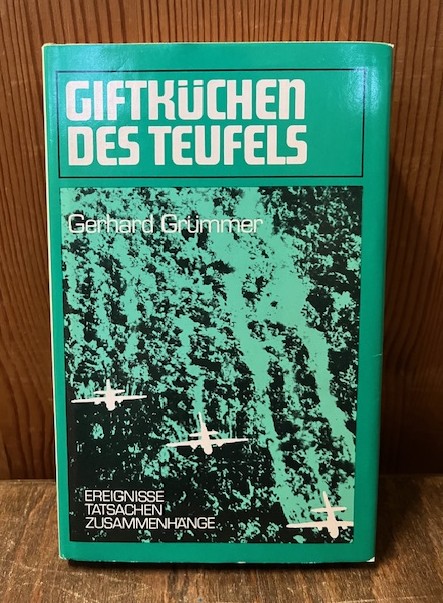 GIFTKÜCHEN
DES TEUFELS
Gerhard Grümmer
EREIGNISSE
TATSACHEN
ZUSAMMENHÄNGE